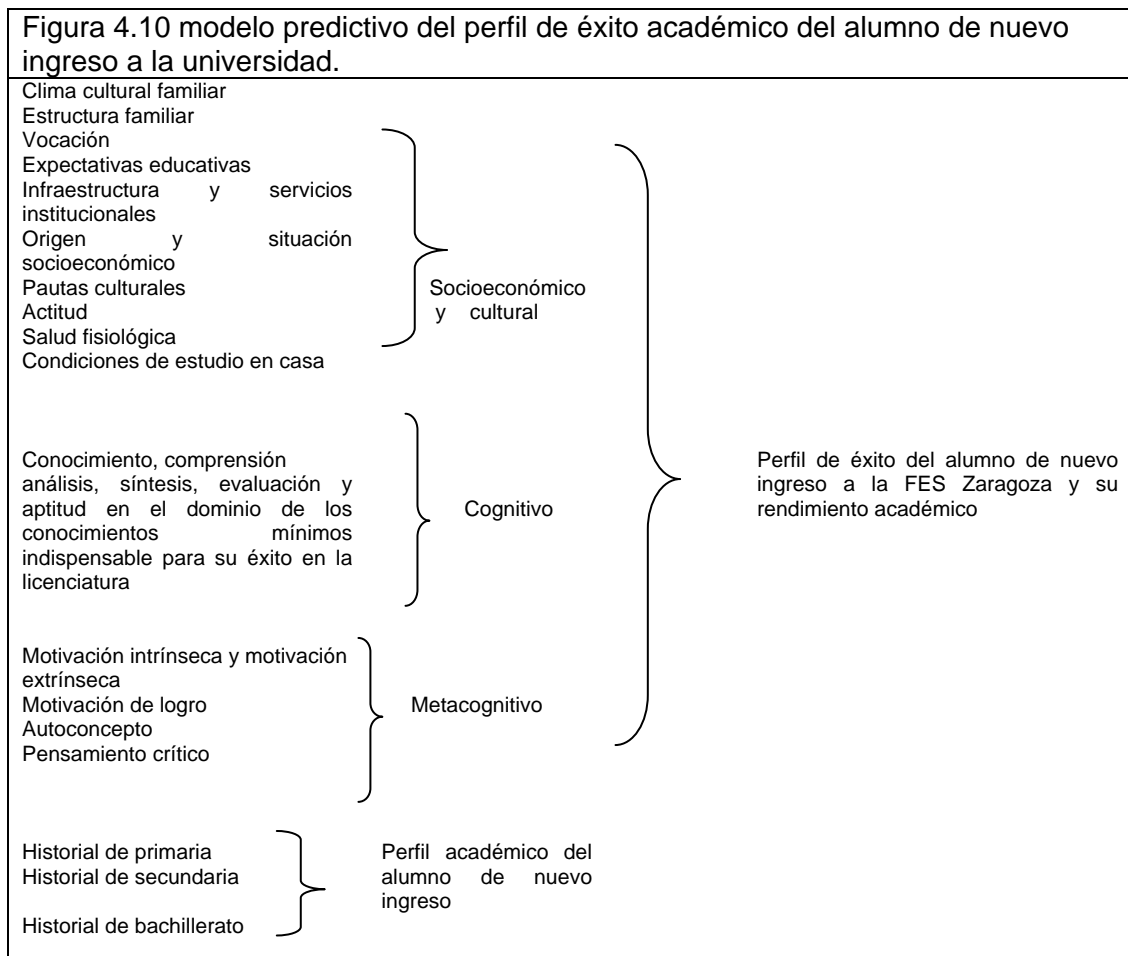 Figura 4.10 modelo predictivo del perfil de éxito académico del alumno de nuevo
ingreso a la universidad.
Clima cultural familiar
Estructura familiar
Vocación
Expectativas educativas
Infraestructura y servicios
institucionales
Origen y situación
socioeconómico
Pautas culturales
Actitud
Salud fisiológica
Condiciones de estudio en casa
Socioeconómico
y cultural
Conocimiento, comprensión
análisis, síntesis, evaluación y
aptitud en el dominio de los
conocimientos mínimos
indispensable para su éxito en la
licenciatura
Cognitivo
Perfil de éxito del alumno de nuevo
ingreso a la FES Zaragoza y su
rendimiento académico
Motivación intrínseca y motivación
extrínseca
Motivación de logro
Autoconcepto
Pensamiento crítico
Metacognitivo
Historial de primaria
Historial de secundaria
Historial de bachillerato
Perfil académico del
alumno de nuevo
ingreso